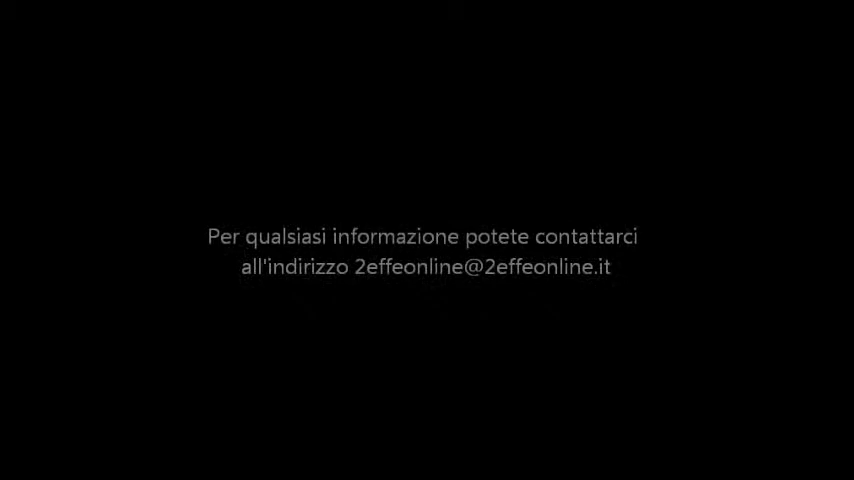 Per qualsiasi informazione potete contattarci
all'indirizzo 2effeonline@2effeonline.it